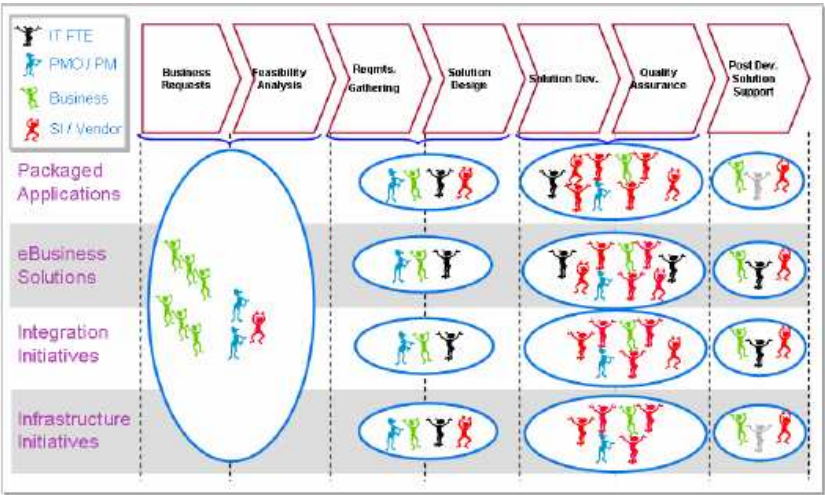 IT FTE
PMO / PM
Business
SI / Vendor
Business
Requests
Feasibility
Analysis
Reqmts.
Gathering
Solution
Design
Solution Dev.
Quality
Assurance
Post Dev.
Solution
Support
Packaged
Applications
eBusiness
Solutions
Integration
Initiatives
Infrastructure
Initiatives